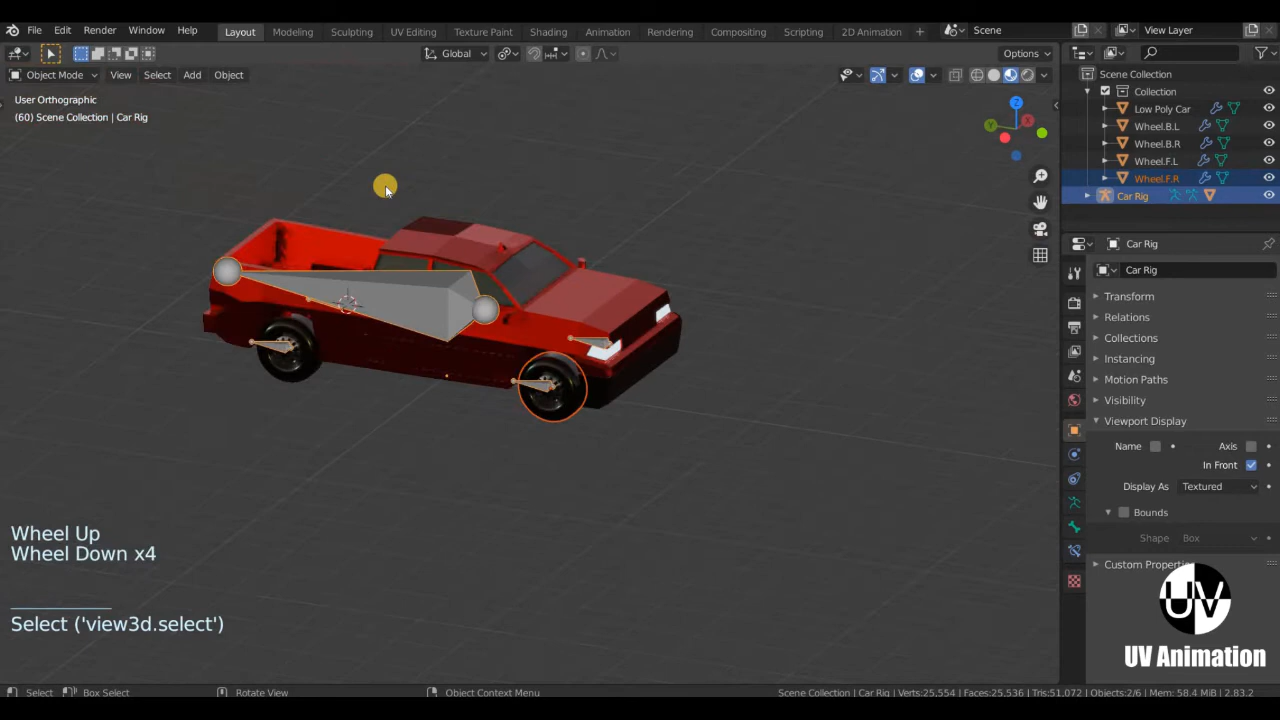 File Edit Render Window Help Layout Modeling Sculpting UV Editing Texture Paint Shading Animation Rendering Compositing Scripting 2D Animation + Scene View Layer
Global Options
Object Mode View Select Add Object
User Orthographic
(60) Scene Collection | Car Rig
Z
Y
X
Scene Collection
Collection
Low Poly Car
Wheel.B.L
Wheel.B.R
Wheel.F.L
Wheel.F.R
Car Rig
Car Rig
Car Rig
Transform
Relations
Collections
Instancing
Motion Paths
Visibility
Viewport Display
Name Axis
In Front
Display As Textured
Bounds
Shape Box
Custom Properti
Wheel Up
Wheel Down x4
Select ('view3d.select')
UV
UV Animation
Select Box Select Rotate View Object Context Menu Scene Collection | Car Rig | Verts:25,554 | Faces:25,536 | Tris:51,072 | Objects:2/6 | Mem: 58.4 MiB | 2.83.2